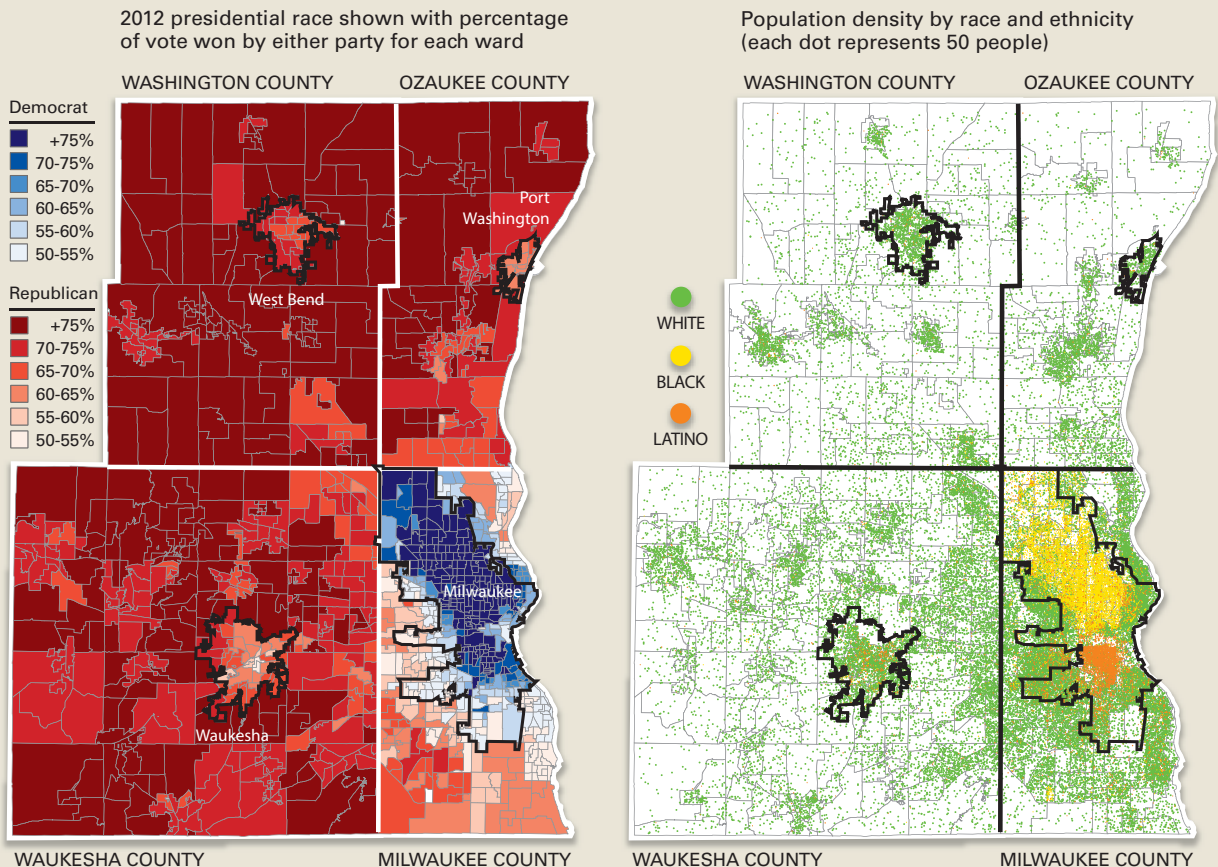 2012 presidential race shown with percentage
of vote won by either party for each ward
WASHINGTON COUNTY
OZAUKEE COUNTY
Democrat
+75%
70-75%
65-70%
60-65%
55-60%
50-55%
Republican
+75%
70-75%
65-70%
60-65%
55-60%
50-55%
Port
Washington
West Bend
Milwaukee
Waukesha
WAUKESHA COUNTY
MILWAUKEE COUNTY
Population density by race and ethnicity
(each dot represents 50 people)
WASHINGTON COUNTY
OZAUKEE COUNTY
WHITE
BLACK
LATINO
WAUKESHA COUNTY
MILWAUKEE COUNTY